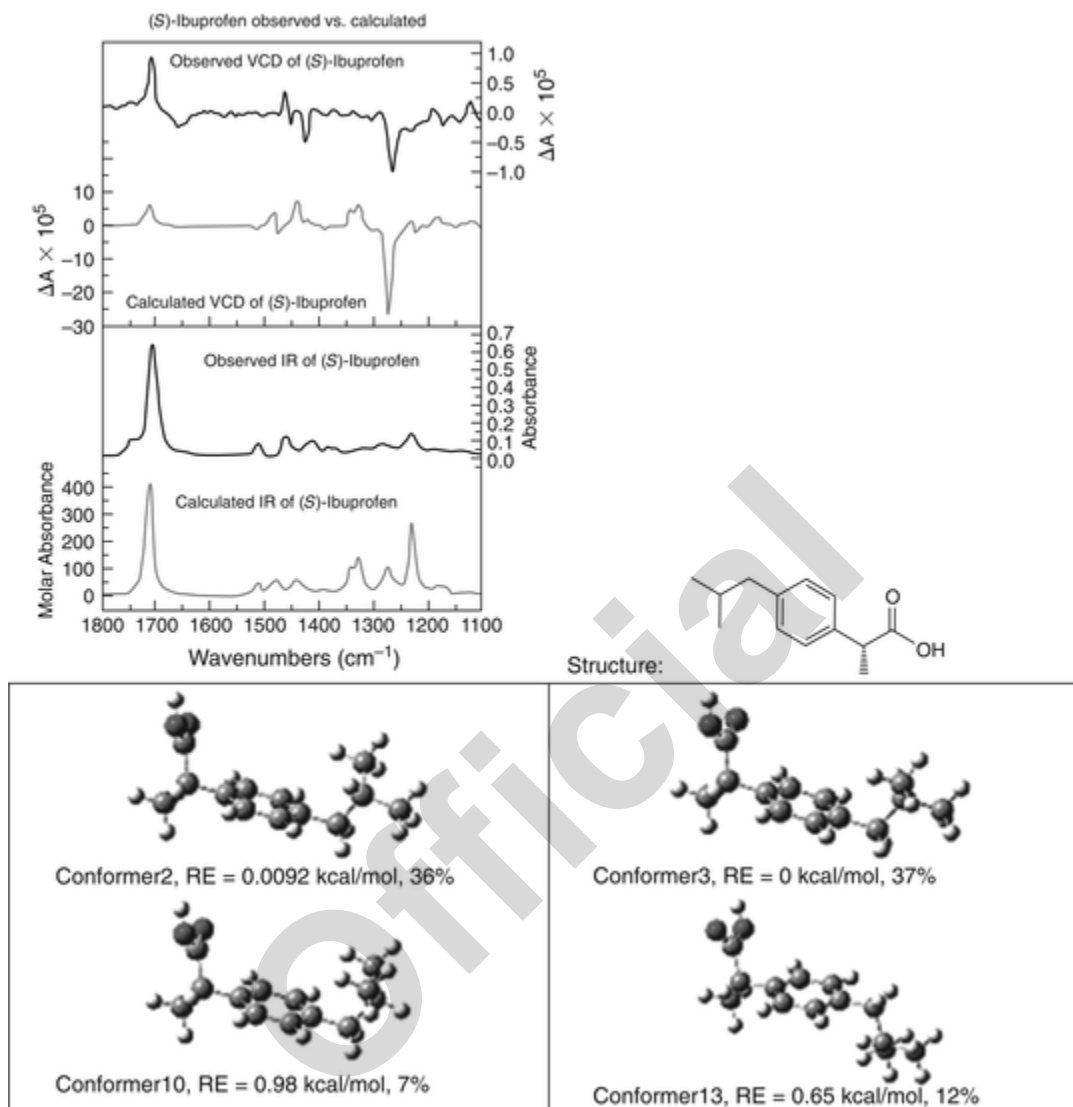 (S)-Ibuprofen observed vs. calculated
Observed VCD of (S)-Ibuprofen
1.0
0.5
0.0
−0.5
−1.0
ΔA × 10⁵
10
0
−10
−20
−30
ΔA × 10⁵
Calculated VCD of (S)-Ibuprofen
Observed IR of (S)-Ibuprofen
0.7
0.6
0.5
0.4
0.3
0.2
0.1
0.0
Absorbance
Calculated IR of (S)-Ibuprofen
400
300
200
100
0
Molar Absorbance
1800 1700 1600 1500 1400 1300 1200 1100
Wavenumbers (cm⁻¹)
Structure:
O
OH
Conformer2, RE = 0.0092 kcal/mol, 36%
Conformer3, RE = 0 kcal/mol, 37%
Conformer10, RE = 0.98 kcal/mol, 7%
Conformer13, RE = 0.65 kcal/mol, 12%
Official